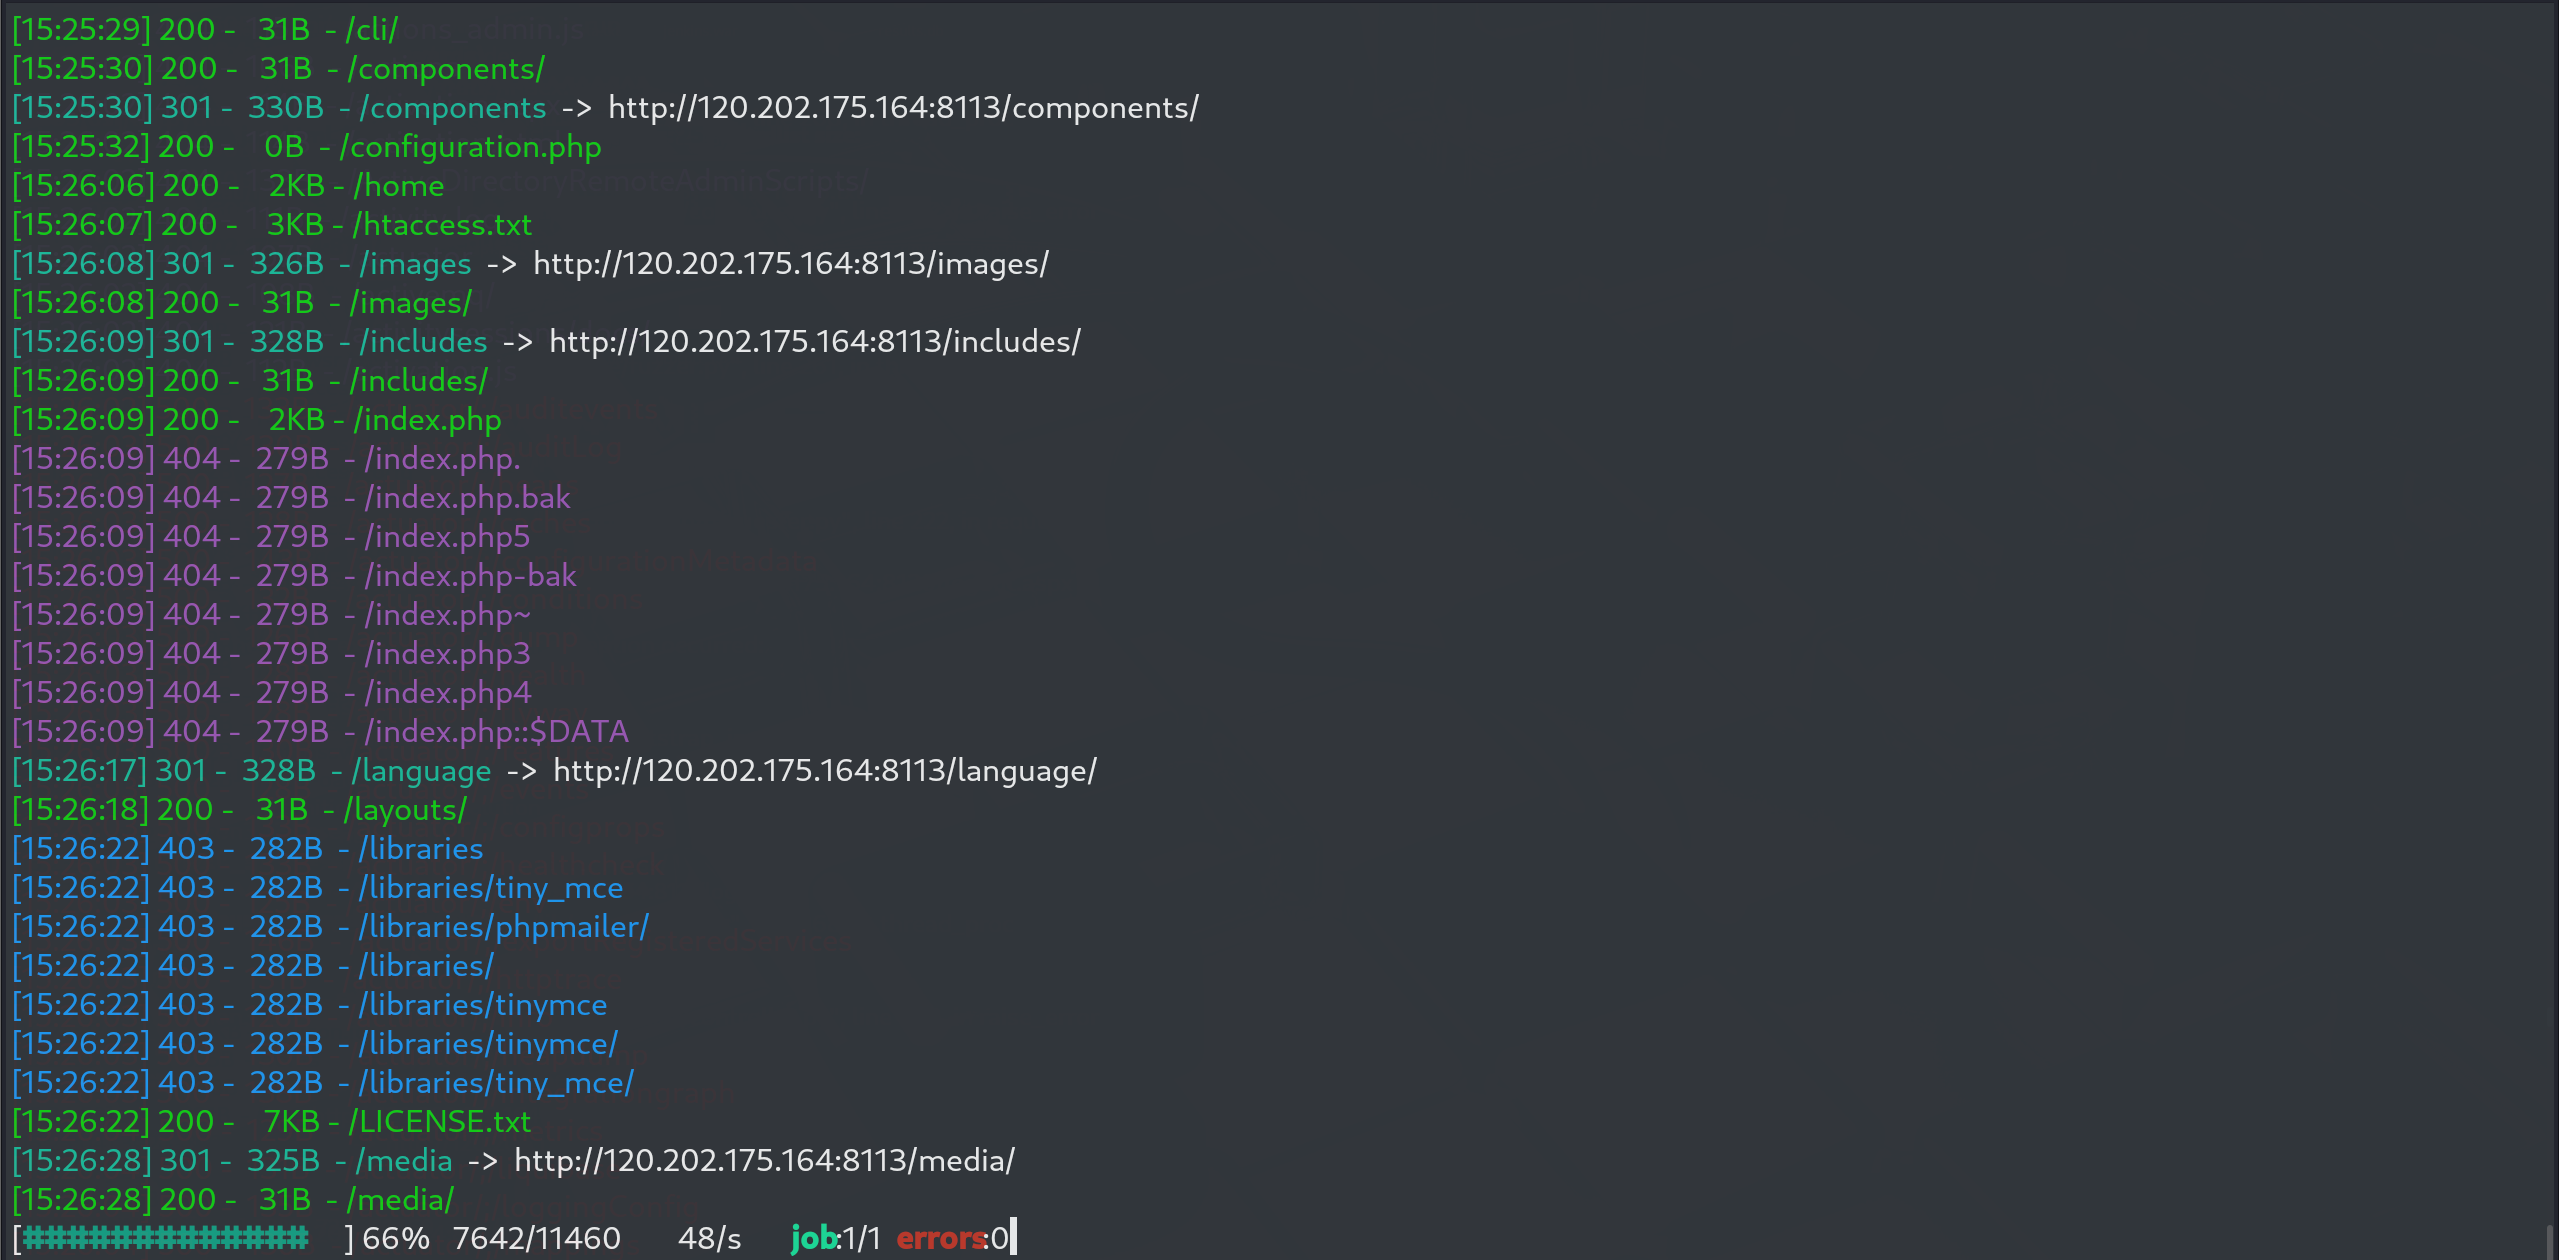 [15:25:29] 200 - 31B - /cli/
[15:25:30] 200 - 31B - /components/
[15:25:30] 301 - 330B - /components -> http://120.202.175.164:8113/components/
[15:25:32] 200 - 0B - /configuration.php
[15:26:06] 200 - 2KB - /home
[15:26:07] 200 - 3KB - /htaccess.txt
[15:26:08] 301 - 326B - /images -> http://120.202.175.164:8113/images/
[15:26:08] 200 - 31B - /images/
[15:26:09] 301 - 328B - /includes -> http://120.202.175.164:8113/includes/
[15:26:09] 200 - 31B - /includes/
[15:26:09] 200 - 2KB - /index.php
[15:26:09] 404 - 279B - /index.php.
[15:26:09] 404 - 279B - /index.php.bak
[15:26:09] 404 - 279B - /index.php5
[15:26:09] 404 - 279B - /index.php-bak
[15:26:09] 404 - 279B - /index.php~
[15:26:09] 404 - 279B - /index.php3
[15:26:09] 404 - 279B - /index.php4
[15:26:09] 404 - 279B - /index.php::$DATA
[15:26:17] 301 - 328B - /language -> http://120.202.175.164:8113/language/
[15:26:18] 200 - 31B - /layouts/
[15:26:22] 403 - 282B - /libraries
[15:26:22] 403 - 282B - /libraries/tiny_mce
[15:26:22] 403 - 282B - /libraries/phpmailer/
[15:26:22] 403 - 282B - /libraries/
[15:26:22] 403 - 282B - /libraries/tinymce
[15:26:22] 403 - 282B - /libraries/tinymce/
[15:26:22] 403 - 282B - /libraries/tiny_mce/
[15:26:22] 200 - 7KB - /LICENSE.txt
[15:26:28] 301 - 325B - /media -> http://120.202.175.164:8113/media/
[15:26:28] 200 - 31B - /media/
[############# ] 66% 7642/11460 48/s job:1/1 errors:0